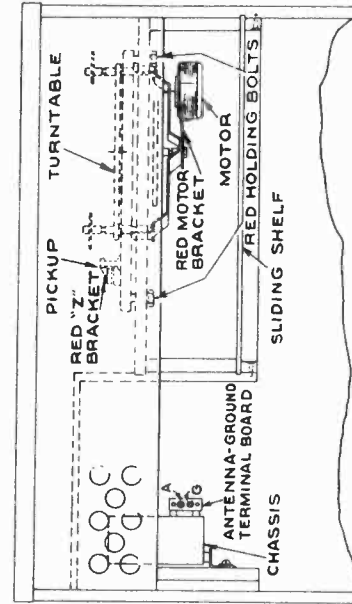 TURNTABLE
PICKUP
RED "Z"
BRACKET
RED MOTOR
BRACKET
MOTOR
RED HOLDING BOLTS
SLIDING SHELF
A
G
ANTENNA-GROUND
TERMINAL BOARD
CHASSIS